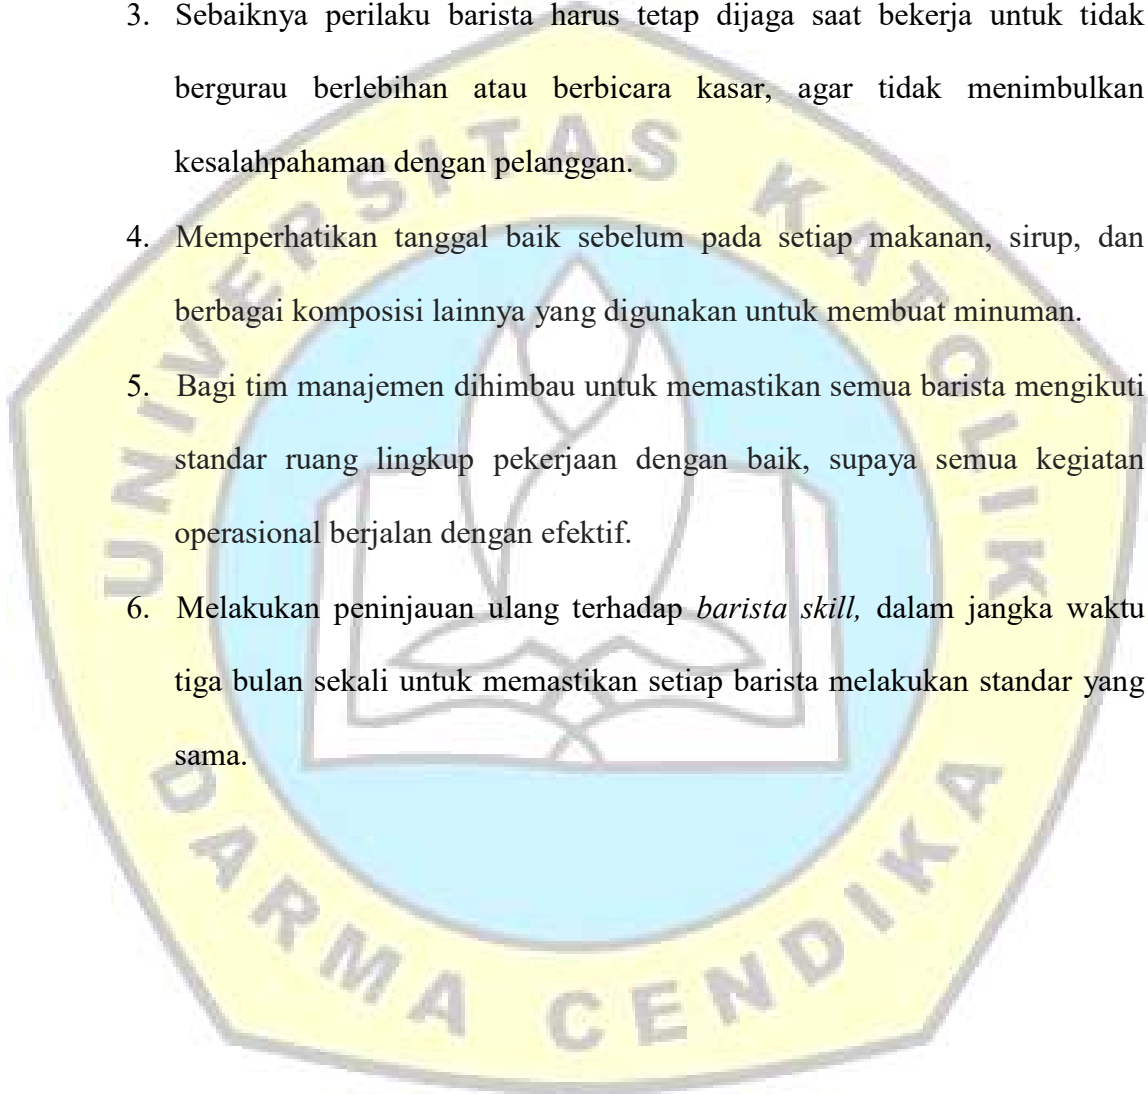 3. Sebaiknya perilaku barista harus tetap dijaga saat bekerja untuk tidak
bergurau berlebihan atau berbicara kasar, agar tidak menimbulkan
kesalahpahaman dengan pelanggan.
4. Memperhatikan tanggal baik sebelum pada setiap makanan, sirup, dan
berbagai komposisi lainnya yang digunakan untuk membuat minuman.
5. Bagi tim manajemen dihimbau untuk memastikan semua barista mengikuti
standar ruang lingkup pekerjaan dengan baik, supaya semua kegiatan
operasional berjalan dengan efektif.
6. Melakukan peninjauan ulang terhadap barista skill, dalam jangka waktu
tiga bulan sekali untuk memastikan setiap barista melakukan standar yang
sama.
UNIVERSITAS KATOLIK
DARMA CENDIKA